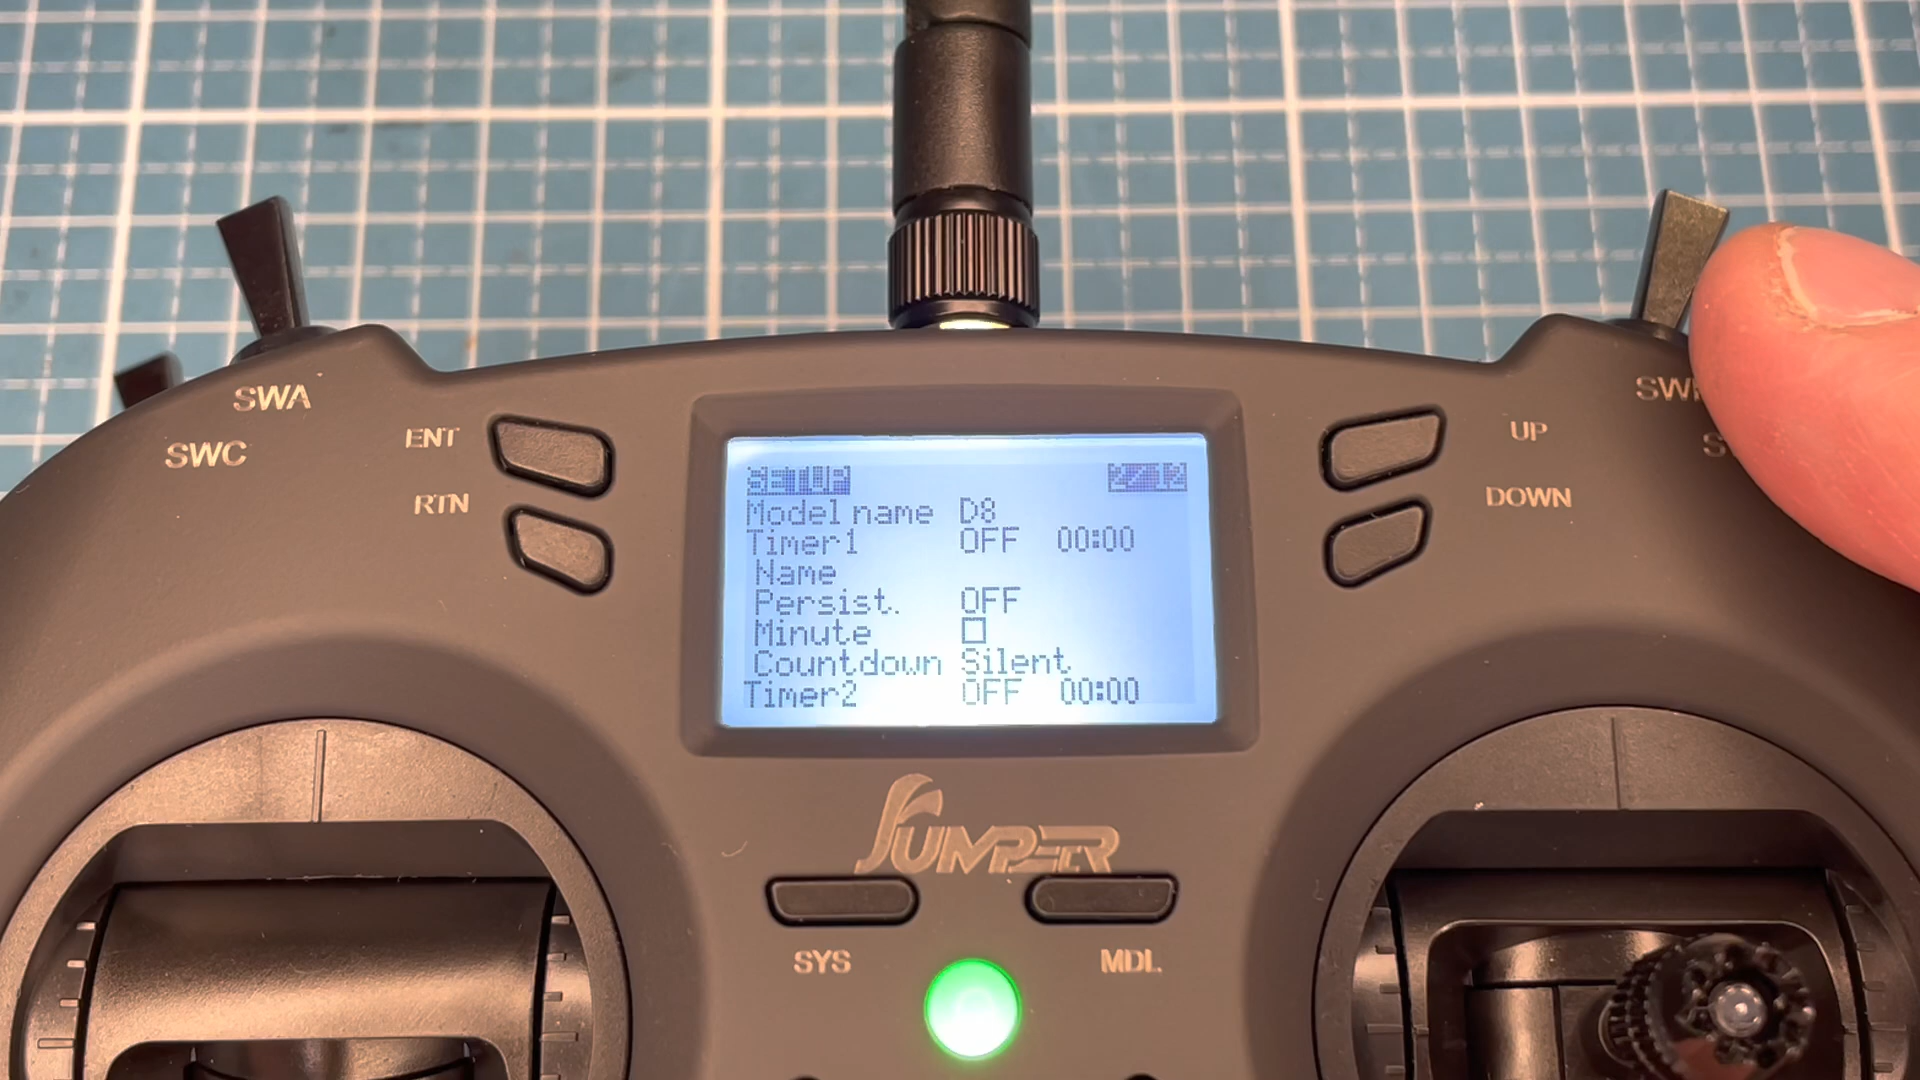 SWA
SWC
ENT
RTN
SETUP 2/12
Model name D8
Timer1 OFF 00:00
Name
Persist. OFF
Minute
Countdown Silent
Timer2 OFF 00:00
UP
DOWN
JUMPER
SYS
MDL